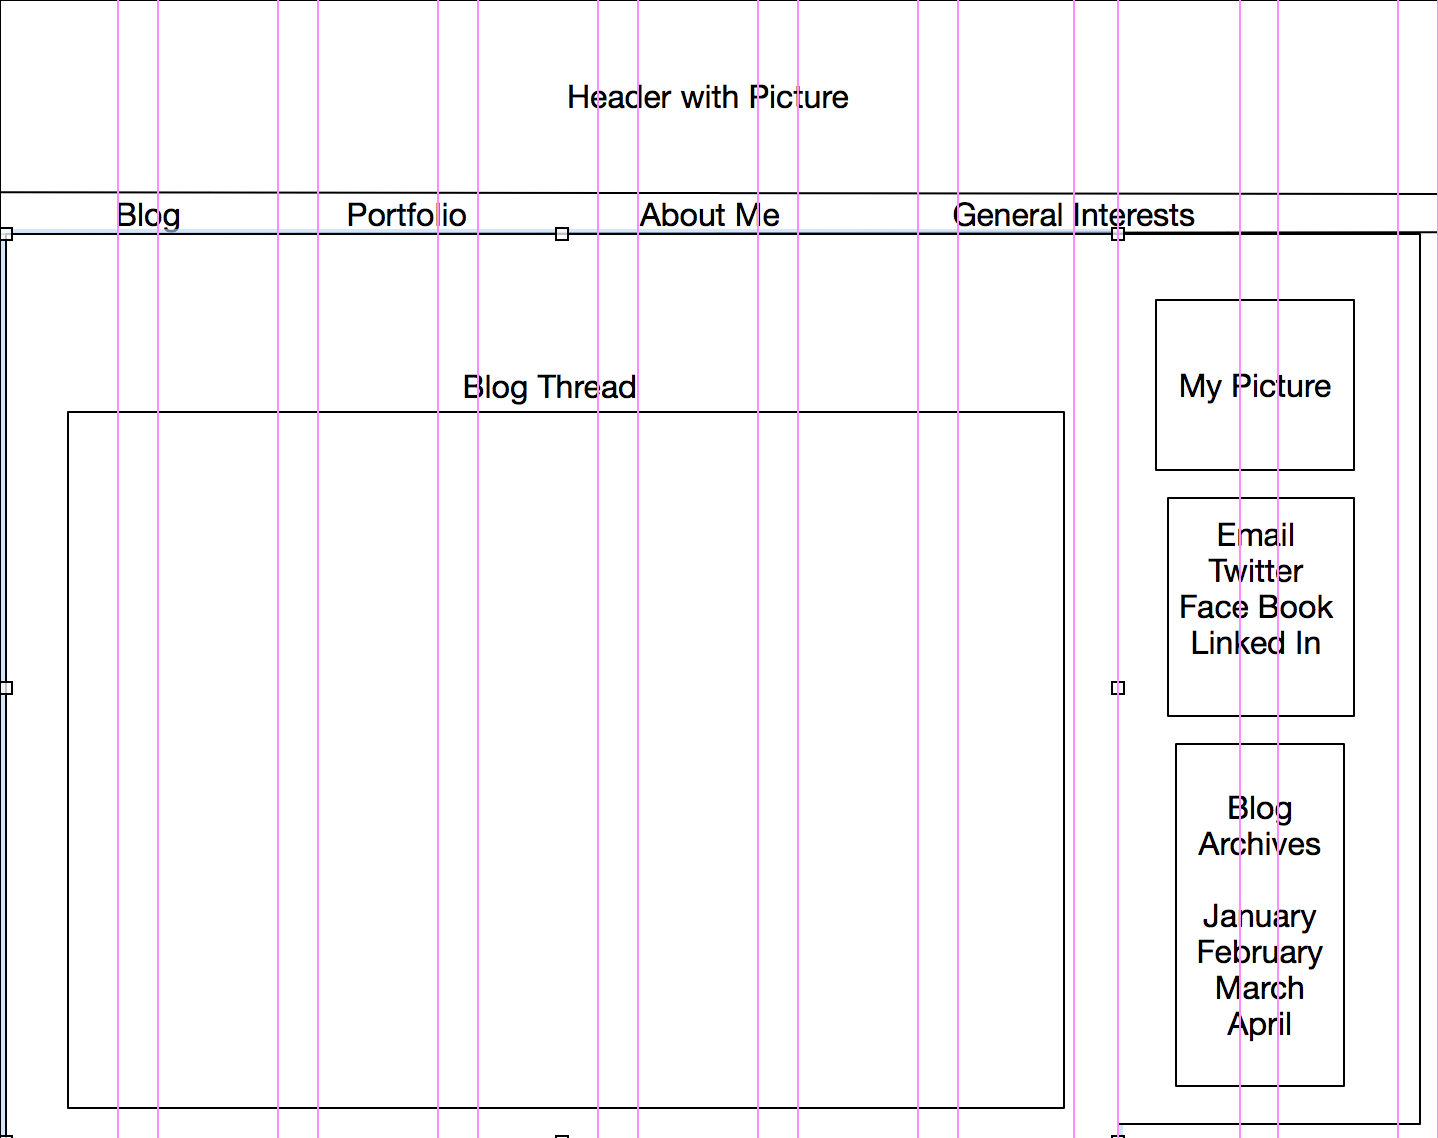 Header with Picture
Blog Portfolio About Me General Interests
Blog Thread
My Picture
Email
Twitter
Face Book
Linked In
Blog
Archives
January
February
March
April